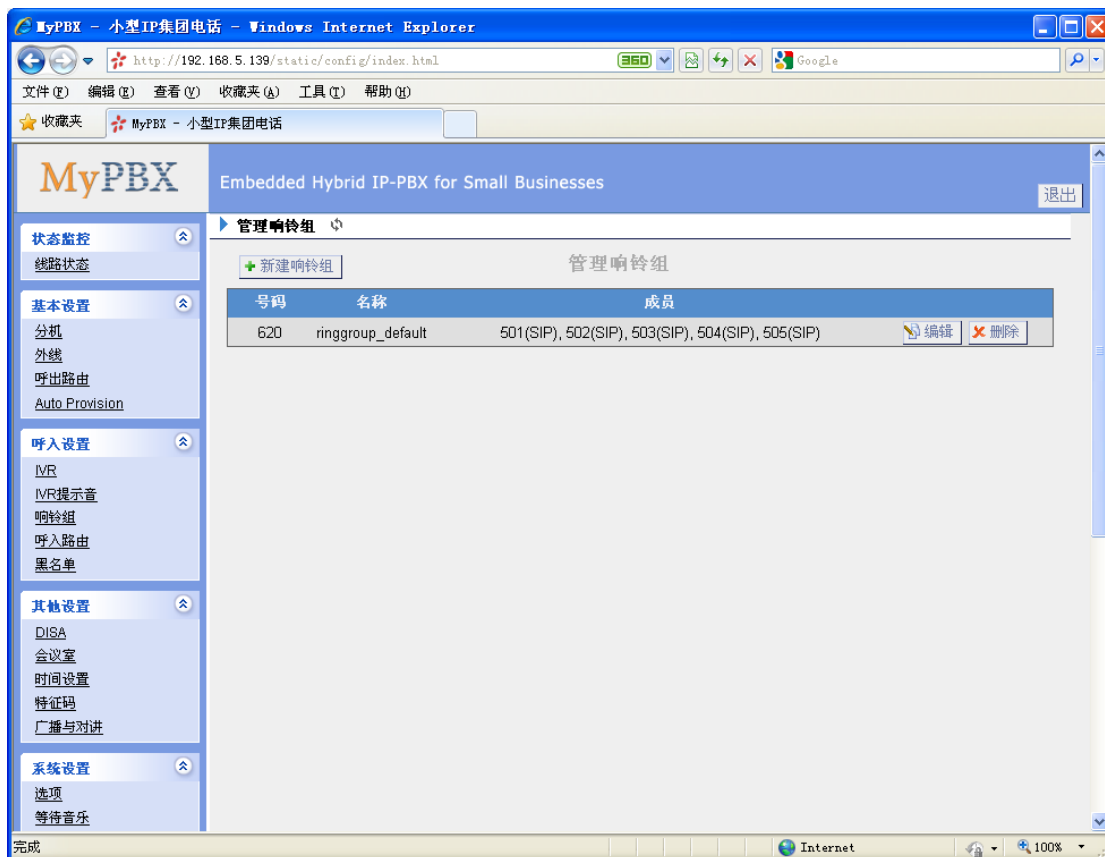 MyPBX - 小型IP集团电话 - Windows Internet Explorer
http://192.168.5.139/static/config/index.html 360 Google
文件(F) 编辑(E) 查看(V) 收藏夹(A) 工具(T) 帮助(H)
收藏夹 MyPBX - 小型IP集团电话
MyPBX Embedded Hybrid IP-PBX for Small Businesses
退出
状态监控
线路状态
基本设置
分机
外线
呼出路由
Auto Provision
呼入设置
IVR
IVR提示音
响铃组
呼入路由
黑名单
其他设置
DISA
会议室
时间设置
特征码
广播与对讲
系统设置
选项
等待音乐
管理响铃组
新建响铃组 管理响铃组
号码 名称 成员
620 ringgroup_default 501(SIP), 502(SIP), 503(SIP), 504(SIP), 505(SIP) 编辑 删除
完成 Internet 100%